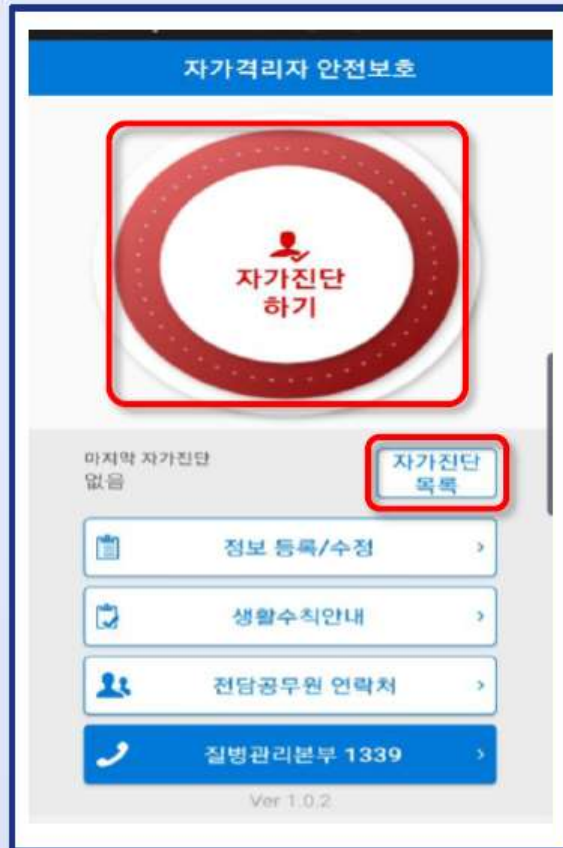 자가격리자 안전보호
자가진단
하기
마지막 자가진단
없음
자가진단
목록
정보 등록/수정
생활수칙안내
전담공무원 연락처
질병관리본부 1339
Ver 1.0.2